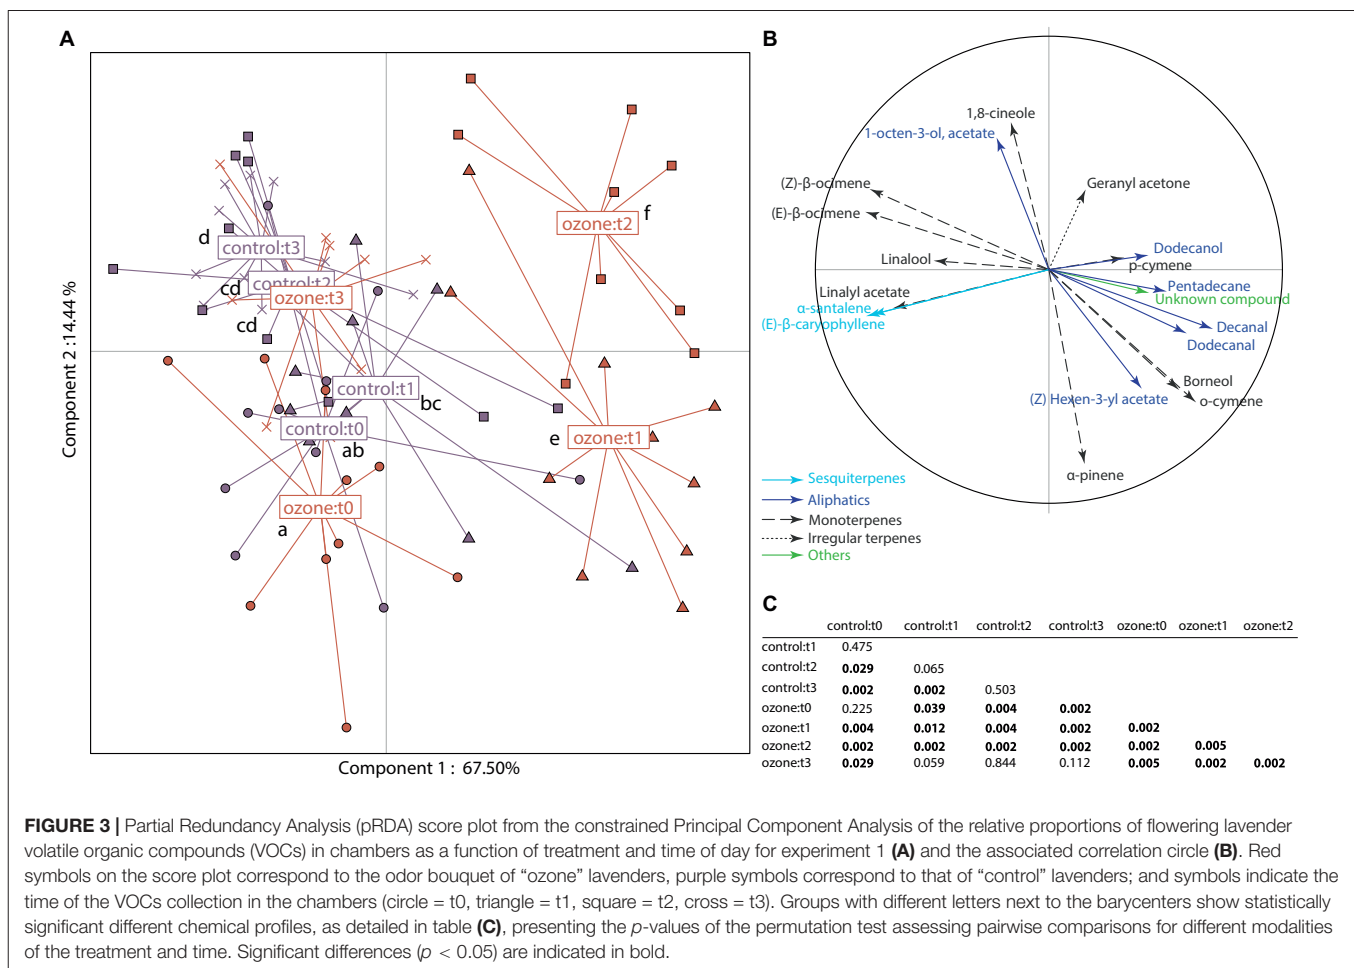 A
Component 2 :14.44 %
Component 1 : 67.50%
f
ozone:t2
d
control:t3
control:t2
cd
ozone:t3
cd
control:t1
bc
control:t0
ab
e
ozone:t1
ozone:t0
a
B
1,8-cineole
1-octen-3-ol, acetate
(Z)-β-ocimene
Geranyl acetone
(E)-β-ocimene
Dodecanol
Linalool
p-cymene
Linalyl acetate
Pentadecane
α-santalene
Unknown compound
(E)-β-caryophyllene
Decanal
Dodecanal
Borneol
(Z) Hexen-3-yl acetate
o-cymene
α-pinene
Sesquiterpenes
Aliphatics
Monoterpenes
Irregular terpenes
Others
C
control:t0 control:t1 control:t2 control:t3 ozone:t0 ozone:t1 ozone:t2
control:t1 0.475
control:t2 0.029 0.065
control:t3 0.002 0.002 0.503
ozone:t0 0.225 0.039 0.004 0.002
ozone:t1 0.004 0.012 0.004 0.002 0.002
ozone:t2 0.002 0.002 0.002 0.002 0.002 0.005
ozone:t3 0.029 0.059 0.844 0.112 0.005 0.002 0.002
FIGURE 3 | Partial Redundancy Analysis (pRDA) score plot from the constrained Principal Component Analysis of the relative proportions of flowering lavender
volatile organic compounds (VOCs) in chambers as a function of treatment and time of day for experiment 1 (A) and the associated correlation circle (B). Red
symbols on the score plot correspond to the odor bouquet of “ozone” lavenders, purple symbols correspond to that of “control” lavenders; and symbols indicate the
time of the VOCs collection in the chambers (circle = t0, triangle = t1, square = t2, cross = t3). Groups with different letters next to the barycenters show statistically
significant different chemical profiles, as detailed in table (C), presenting the p-values of the permutation test assessing pairwise comparisons for different modalities
of the treatment and time. Significant differences (p < 0.05) are indicated in bold.